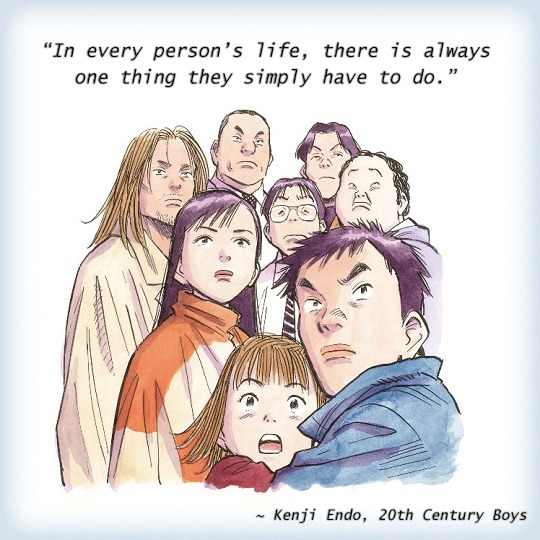 “In every person’s life, there is always
one thing they simply have to do.”
~ Kenji Endo, 20th Century Boys